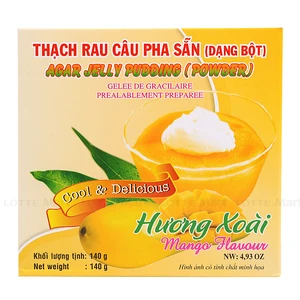 THẠCH RAU CÂU PHA SẴN (DẠNG BỘT)
AGAR JELLY PUDDING (POWDER)
GELEE DE GRACILAIRE
PREALABLEMENT PREPAREE
Cool & Delicious
Hương Xoài
Mango Flavour
Khối lượng tịnh: 140 g
Net weight : 140 g
NW: 4,93 OZ
Hình ảnh có tính chất minh họa
LOTTE Mart